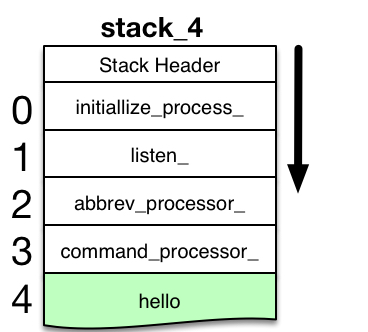 stack_4
Stack Header
0 initiallize_process_
1 listen_
2 abbrev_processor_
3 command_processor_
4 hello